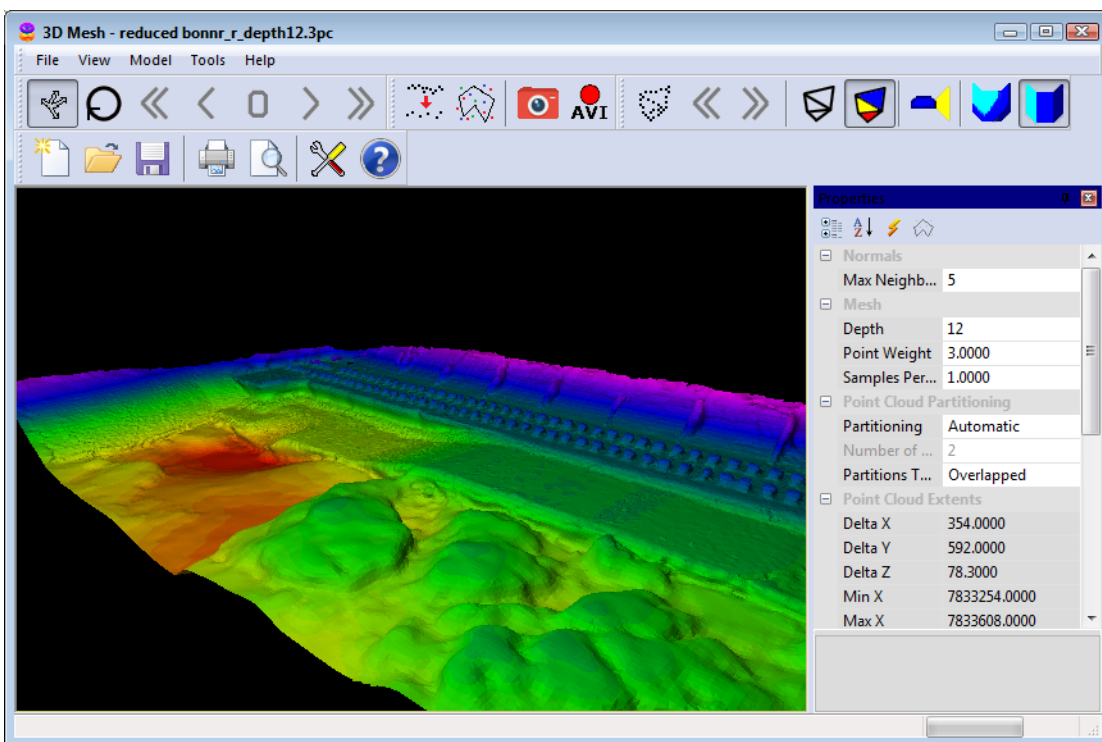 3D Mesh - reduced bonnr_r_depth12.3pc
File View Model Tools Help
0 AVI
Properties
Normals
Max Neighb... 5
Mesh
Depth 12
Point Weight 3.0000
Samples Per... 1.0000
Point Cloud Partitioning
Partitioning Automatic
Number of ... 2
Partitions T... Overlapped
Point Cloud Extents
Delta X 354.0000
Delta Y 592.0000
Delta Z 78.3000
Min X 7833254.0000
Max X 7833608.0000